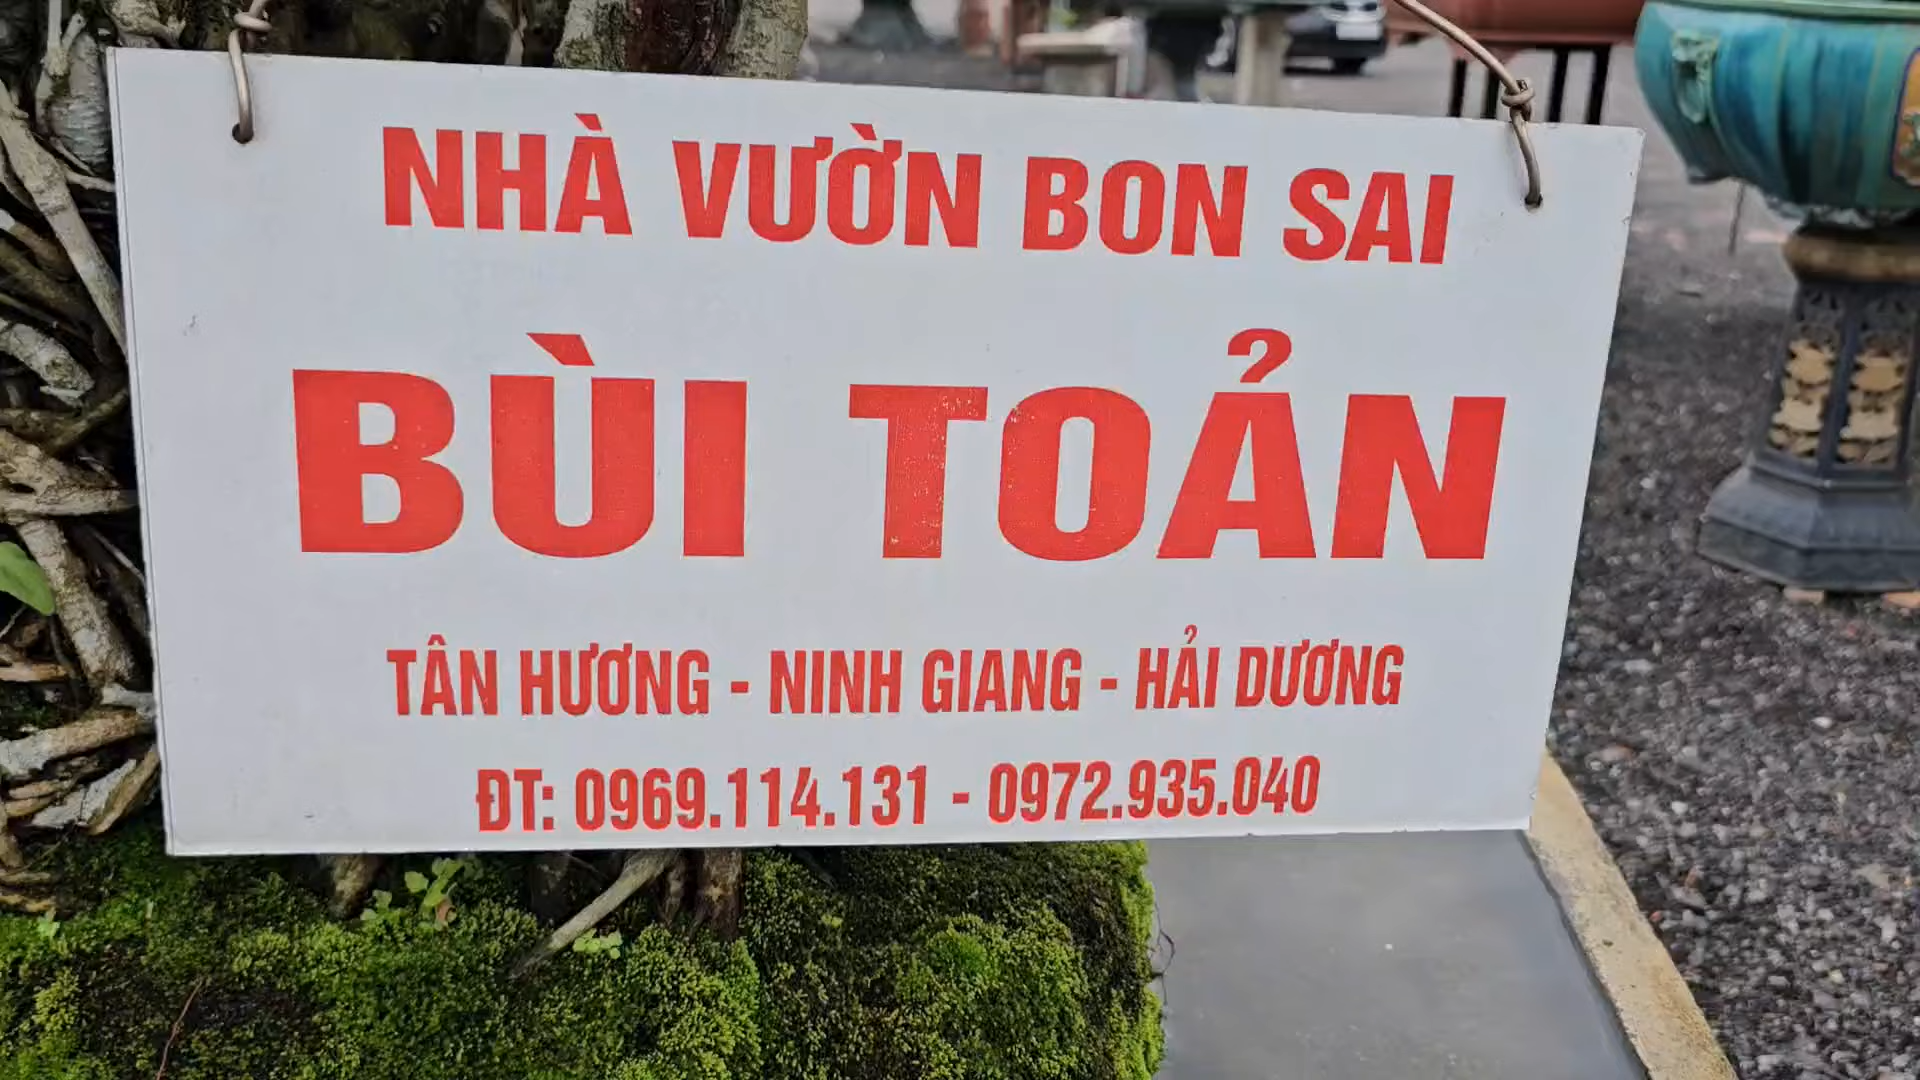 NHÀ VƯỜN BON SAI
BÙI TOẢN
TÂN HƯƠNG - NINH GIANG - HẢI DƯƠNG
ĐT: 0969.114.131 - 0972.935.040